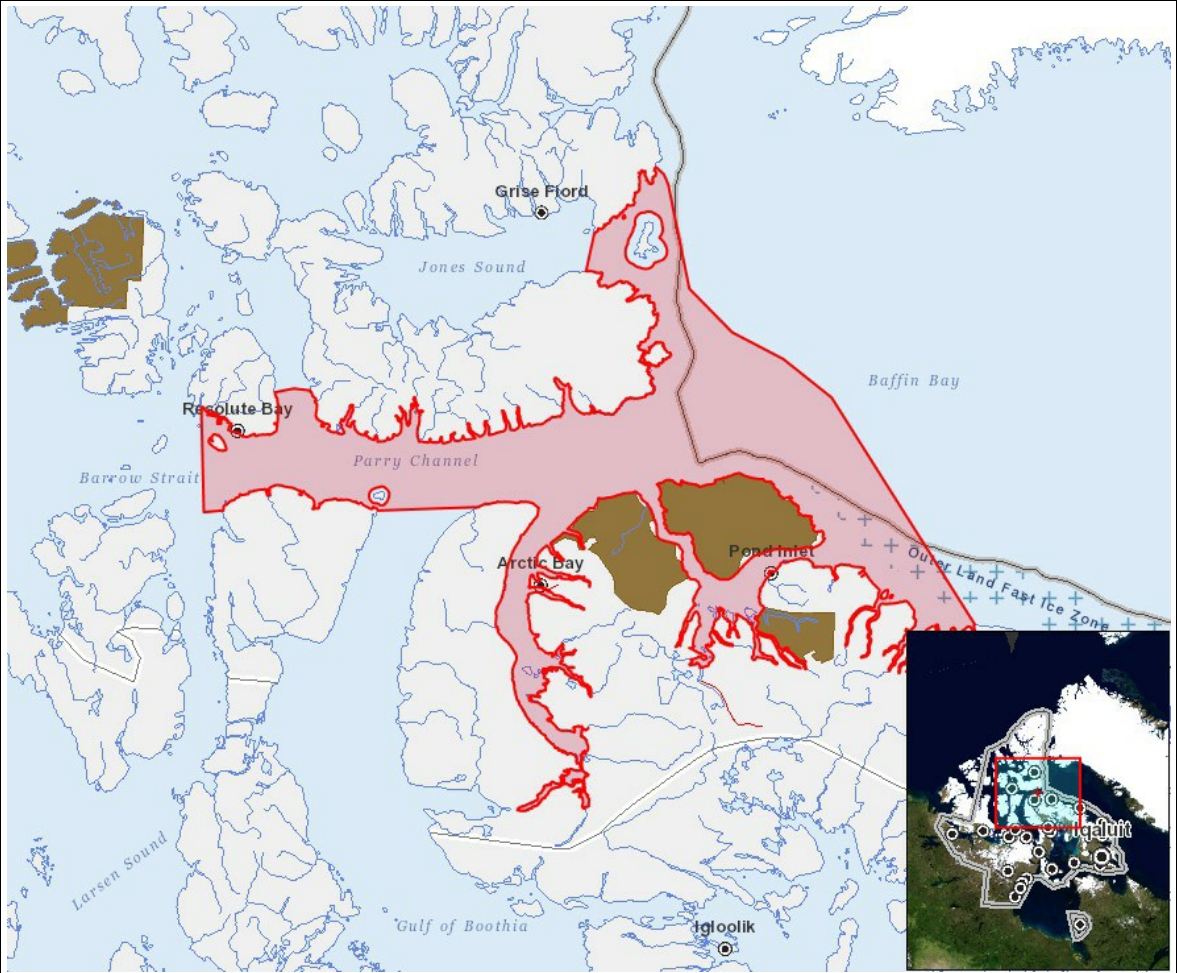 Grise Fiord
Jones Sound
Baffin Bay
Resolute Bay
Parry Channel
Barrow Strait
Pond Inlet
Arctic Bay
Outer Land Fast Ice Zone
Larsen Sound
Gulf of Boothia
Igloolik
Iqaluit